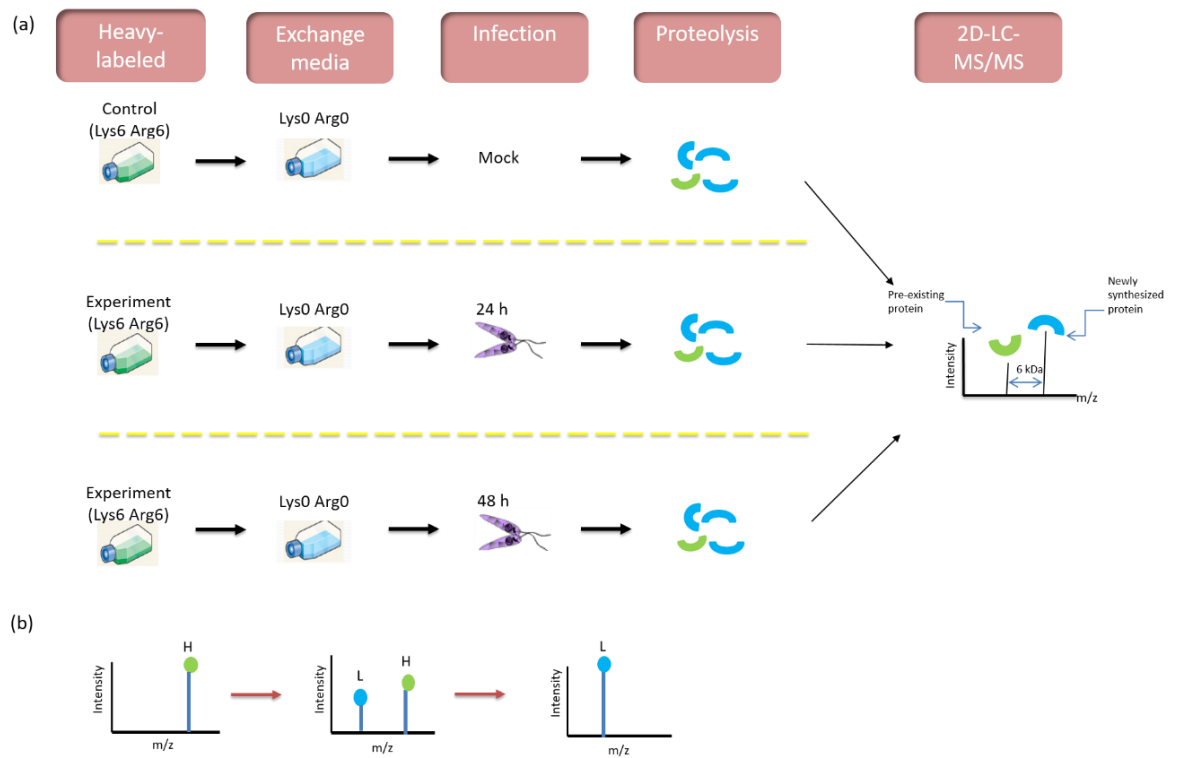 (a)
Heavy-
labeled
Exchange
media
Infection
Proteolysis
2D-LC-
MS/MS
Control
(Lys6 Arg6)
Lys0 Arg0
Mock
Experiment
(Lys6 Arg6)
Lys0 Arg0
24 h
Pre-existing
protein
Newly
synthesized
protein
Intensity
6 kDa
m/z
Experiment
(Lys6 Arg6)
Lys0 Arg0
48 h
(b)
H
Intensity
m/z
L
H
Intensity
m/z
L
Intensity
m/z